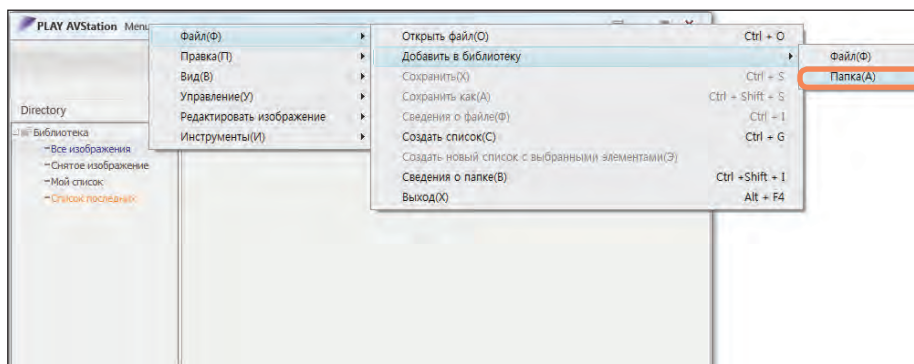 PLAY AVStation Menu
Файл(Ф)
Правка(П)
Вид(В)
Управление(У)
Редактировать изображение
Инструменты(И)
Открыть файл(О) Ctrl + O
Добавить в библиотеку
Сохранить(Х) Ctrl + S
Сохранить как(А) Ctrl + Shift + S
Сведения о файле(Ф) Ctrl + I
Создать список(С) Ctrl + G
Создать новый список с выбранными элементами(Э)
Сведения о папке(В) Ctrl +Shift + I
Выход(Х) Alt + F4
Файл(Ф)
Папка(А)
Directory
Библиотека
Все изображения
Снятое изображение
Мой список
Список последних